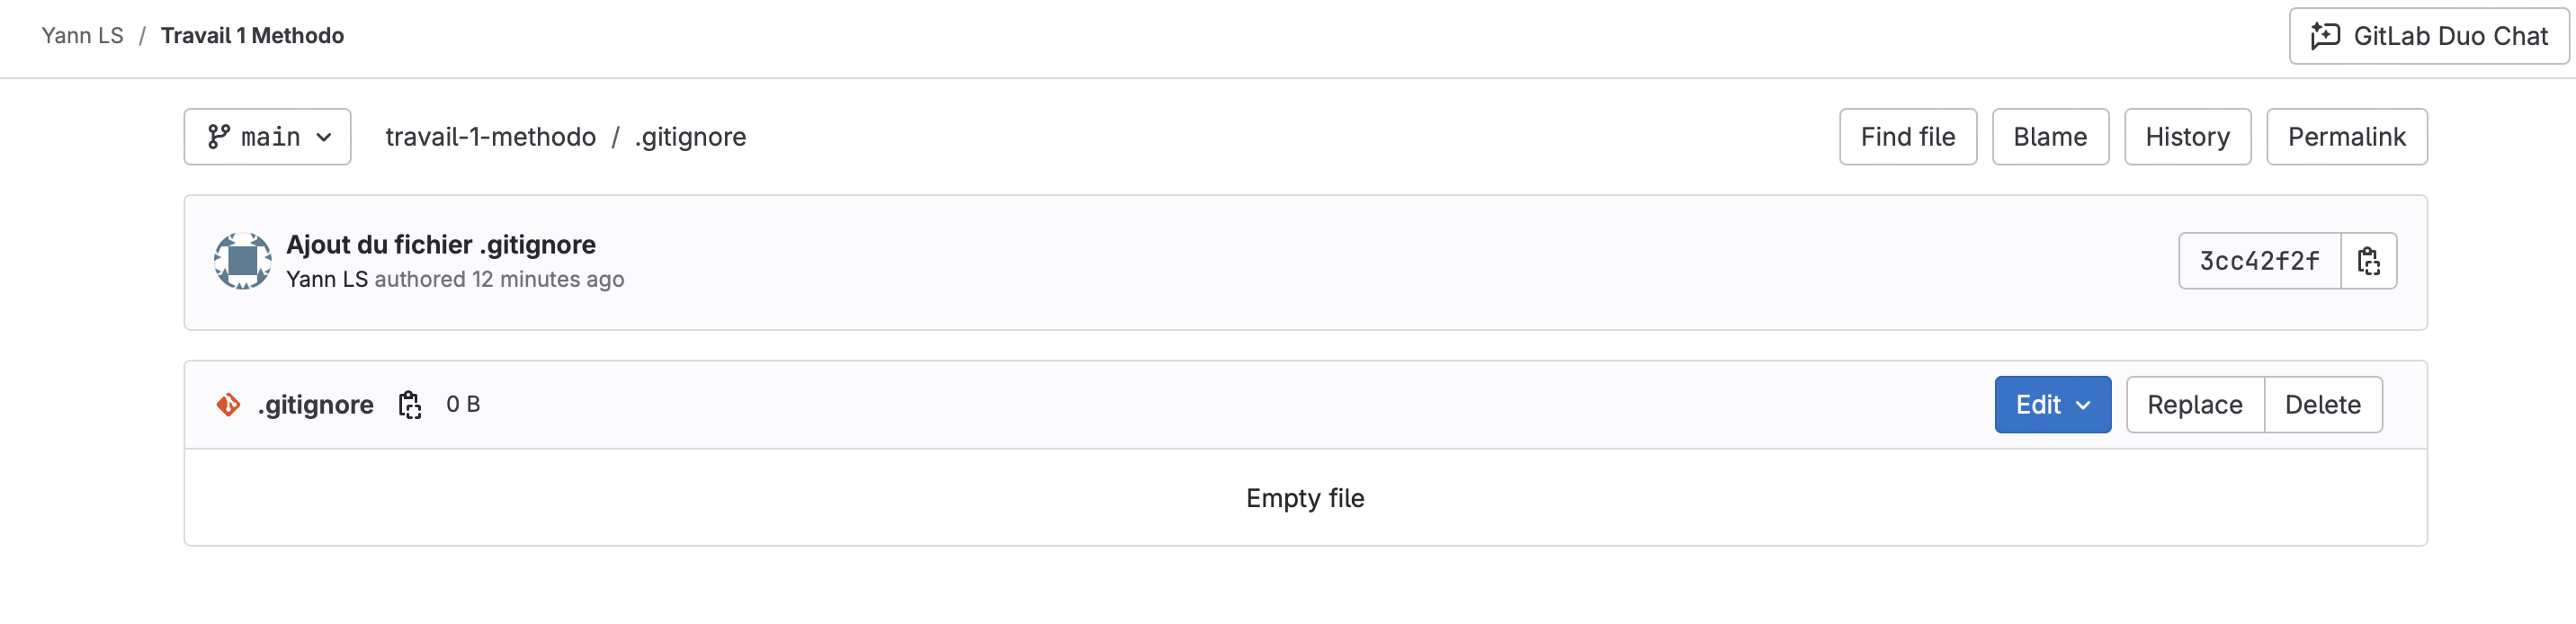 Yann LS / Travail 1 Methodo
GitLab Duo Chat
main
travail-1-methodo / .gitignore
Find file
Blame
History
Permalink
Ajout du fichier .gitignore
Yann LS authored 12 minutes ago
3cc42f2f
.gitignore 0 B
Edit
Replace
Delete
Empty file